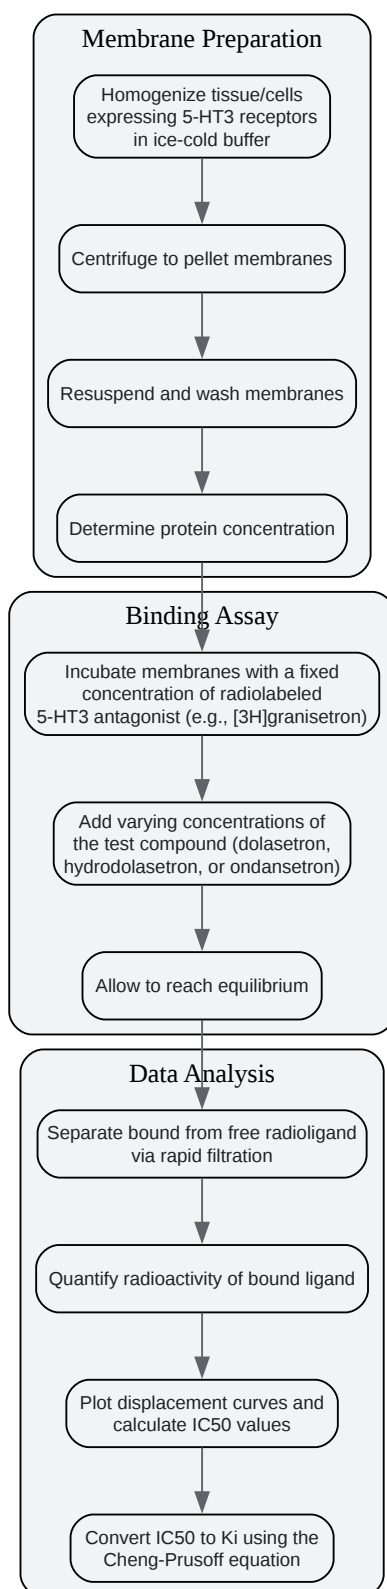 Membrane Preparation
Homogenize tissue/cells
expressing 5-HT3 receptors
in ice-cold buffer
Centrifuge to pellet membranes
Resuspend and wash membranes
Determine protein concentration
Binding Assay
Incubate membranes with a fixed
concentration of radiolabeled
5-HT3 antagonist (e.g., [3H]granisetron)
Add varying concentrations of
the test compound (dolasetron,
hydrodolasetron, or ondansetron)
Allow to reach equilibrium
Data Analysis
Separate bound from free radioligand
via rapid filtration
Quantify radioactivity of bound ligand
Plot displacement curves and
calculate IC50 values
Convert IC50 to Ki using the
Cheng-Prusoff equation